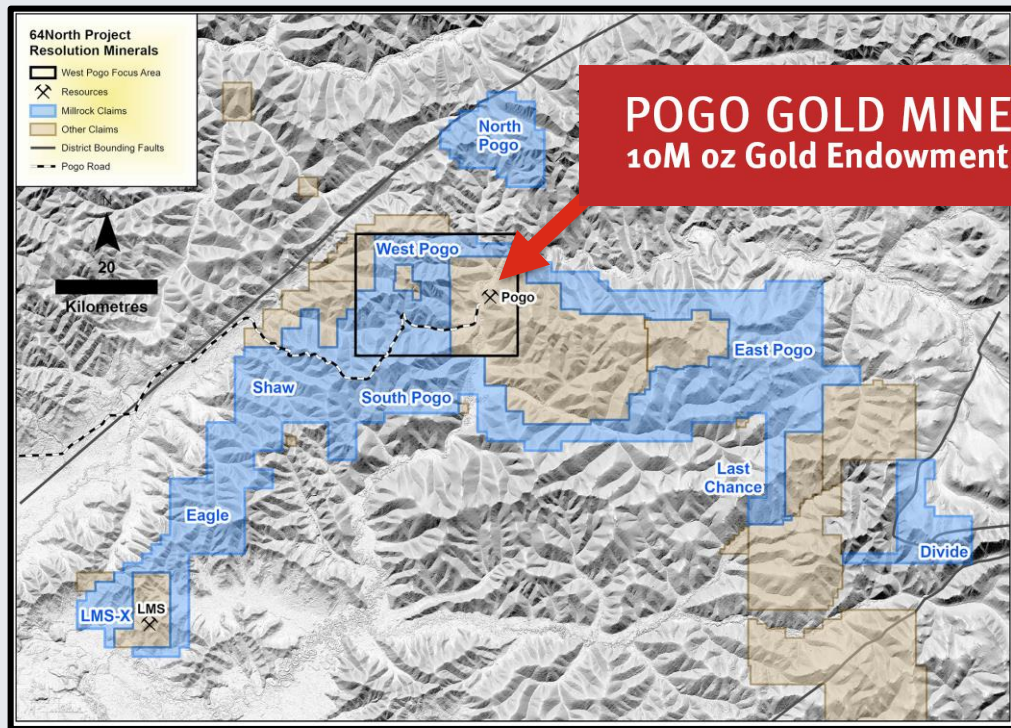 64North Project
Resolution Minerals
West Pogo Focus Area
Resources
Millrock Claims
Other Claims
District Bounding Faults
Pogo Road
N
20
Kilometres
POGO GOLD MINE
10M oz Gold Endowment
North
Pogo
West Pogo
Pogo
East Pogo
Shaw
South Pogo
Last
Chance
Eagle
Divide
LMS-X
LMS